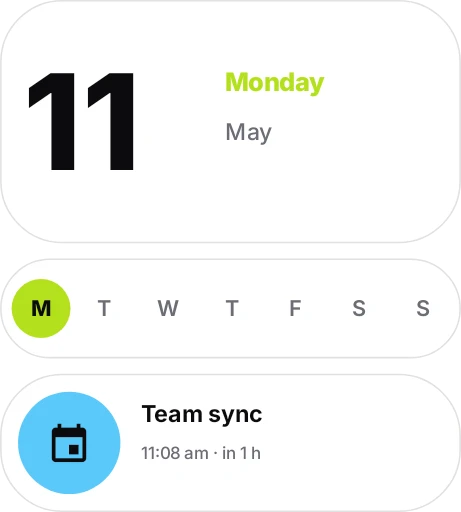 11
Monday
May
M T W T F S S
Team sync
11:08 am · in 1 h